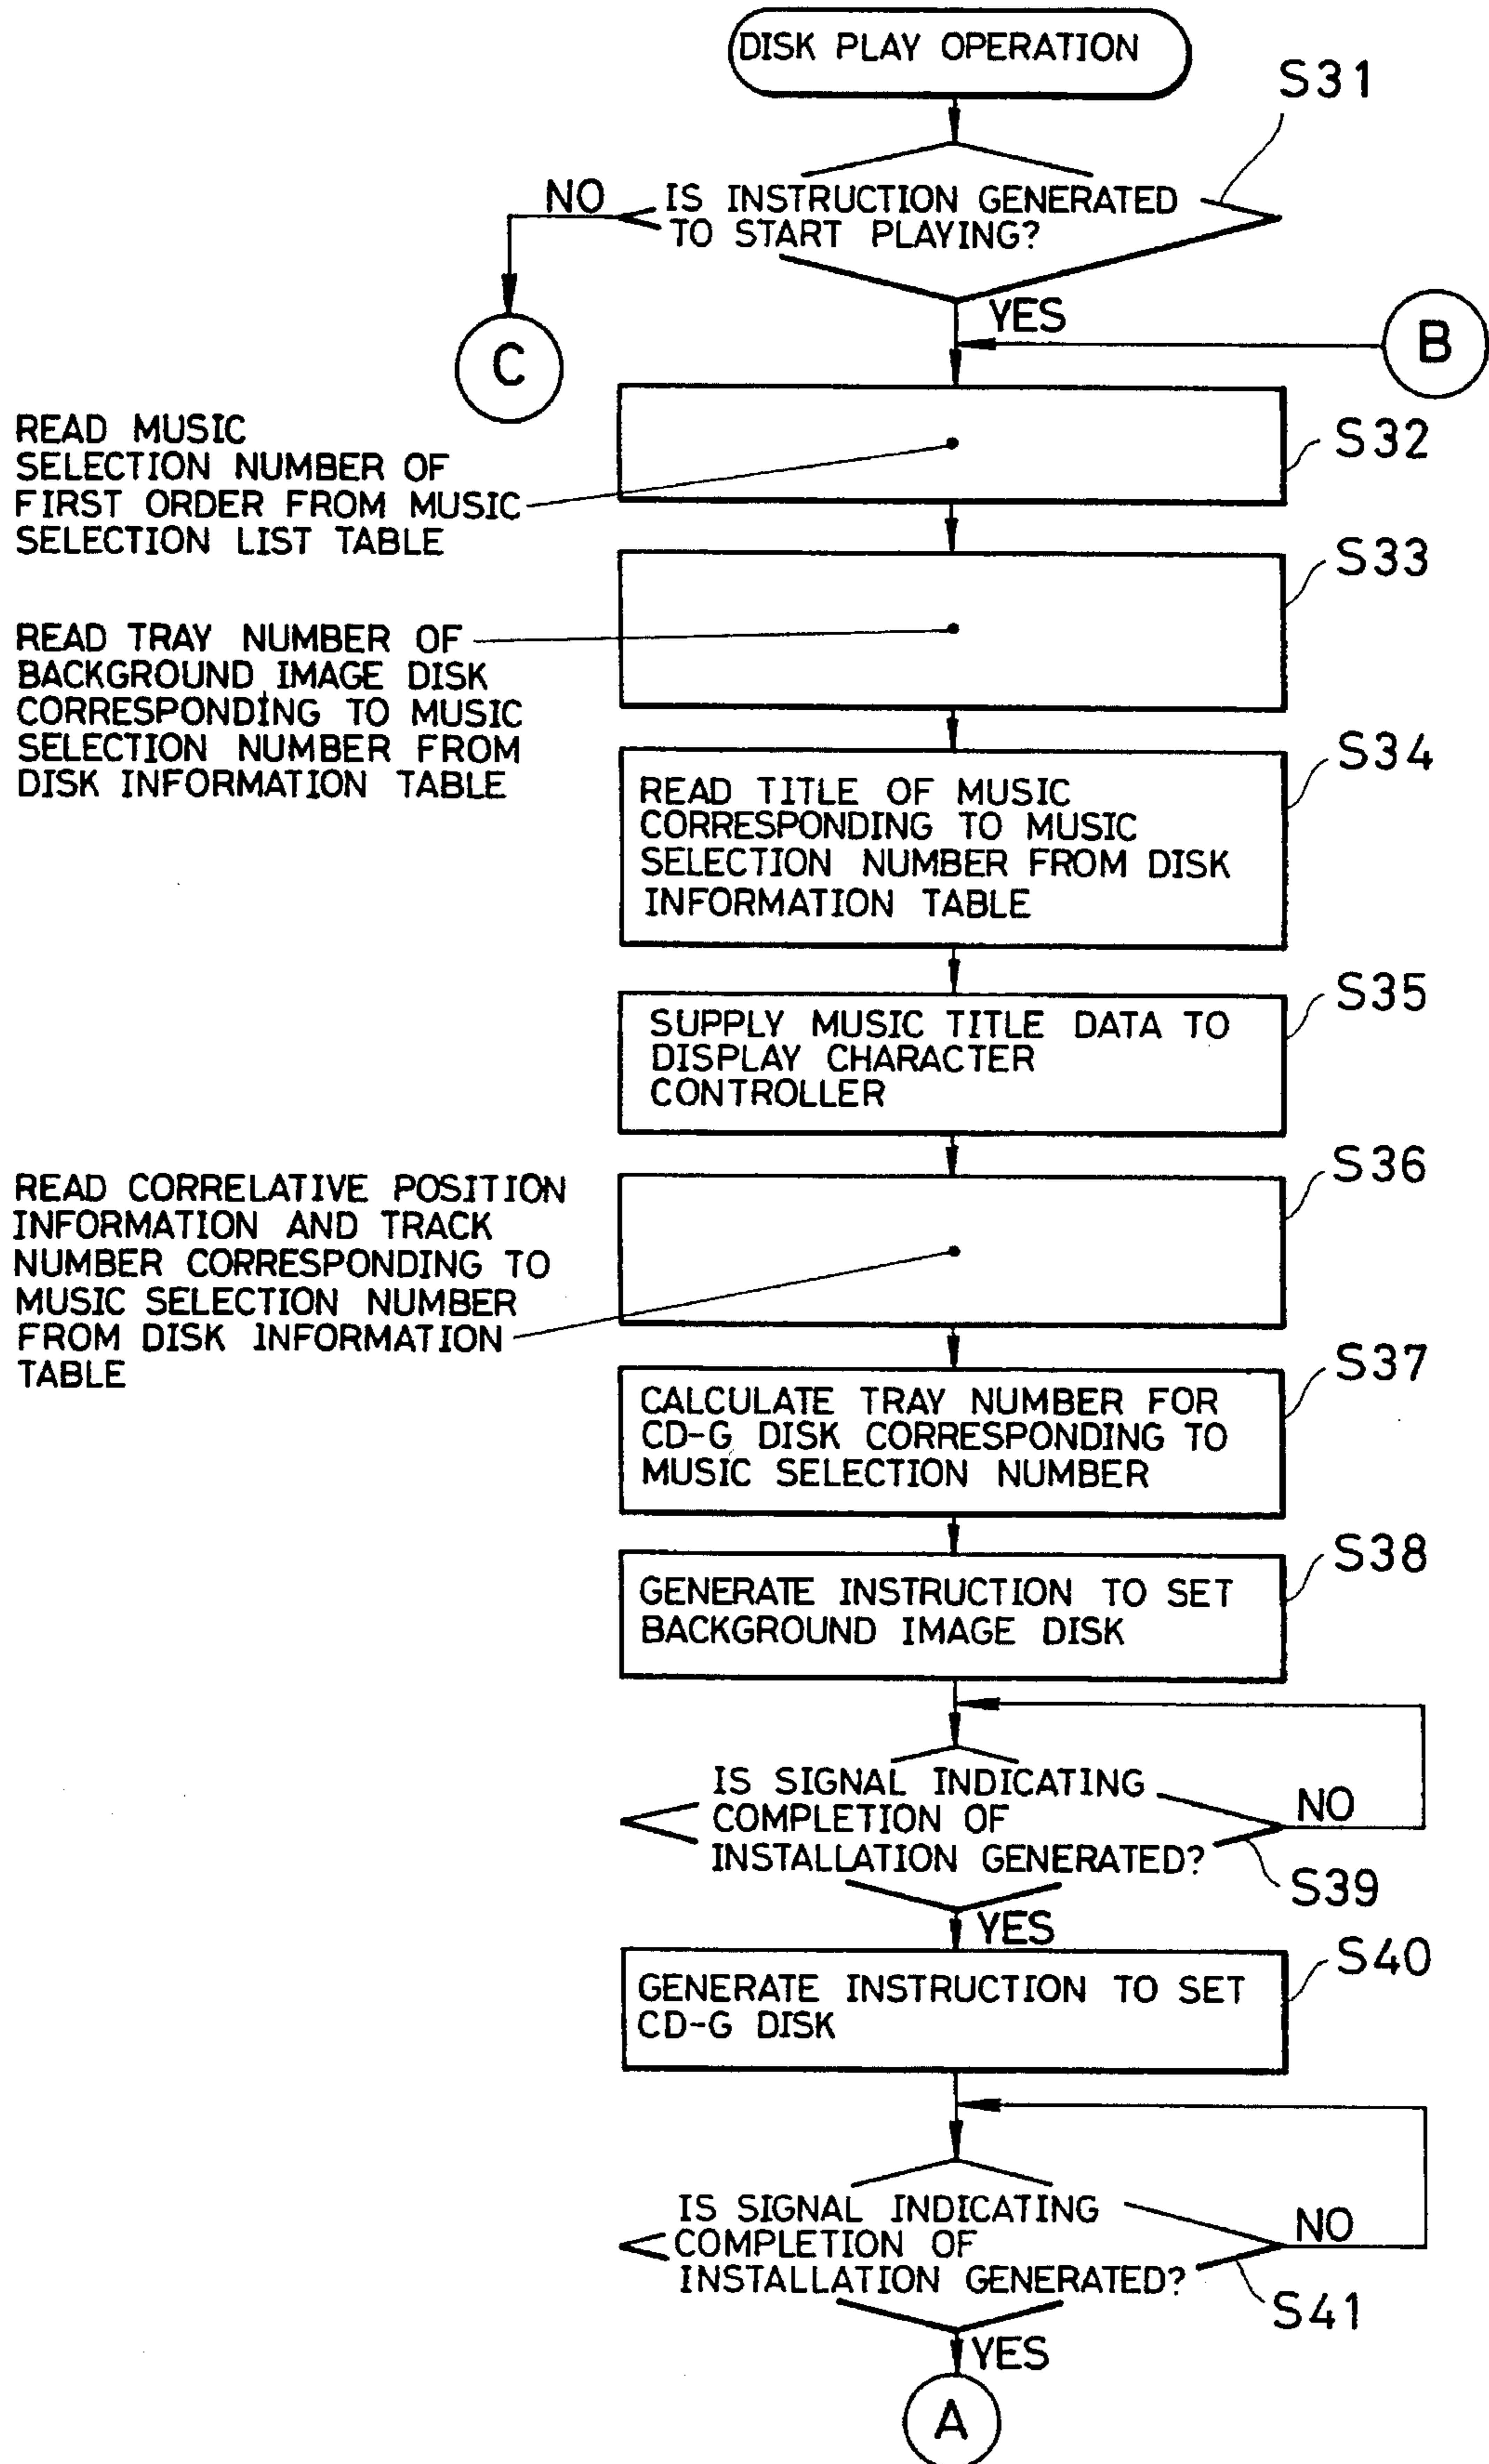 DISK PLAY OPERATION
S31
IS INSTRUCTION GENERATED
TO START PLAYING?
NO
YES
C
B
READ MUSIC
SELECTION NUMBER OF
FIRST ORDER FROM MUSIC
SELECTION LIST TABLE
S32
READ TRAY NUMBER OF
BACKGROUND IMAGE DISK
CORRESPONDING TO MUSIC
SELECTION NUMBER FROM
DISK INFORMATION TABLE
S33
READ TITLE OF MUSIC
CORRESPONDING TO MUSIC
SELECTION NUMBER FROM DISK
INFORMATION TABLE
S34
SUPPLY MUSIC TITLE DATA TO
DISPLAY CHARACTER
CONTROLLER
S35
READ CORRELATIVE POSITION
INFORMATION AND TRACK
NUMBER CORRESPONDING TO
MUSIC SELECTION NUMBER
FROM DISK INFORMATION
TABLE
S36
CALCULATE TRAY NUMBER FOR
CD-G DISK CORRESPONDING TO
MUSIC SELECTION NUMBER
S37
GENERATE INSTRUCTION TO SET
BACKGROUND IMAGE DISK
S38
IS SIGNAL INDICATING
COMPLETION OF
INSTALLATION GENERATED?
NO
S39
YES
GENERATE INSTRUCTION TO SET
CD-G DISK
S40
IS SIGNAL INDICATING
COMPLETION OF
INSTALLATION GENERATED?
NO
S41
YES
A